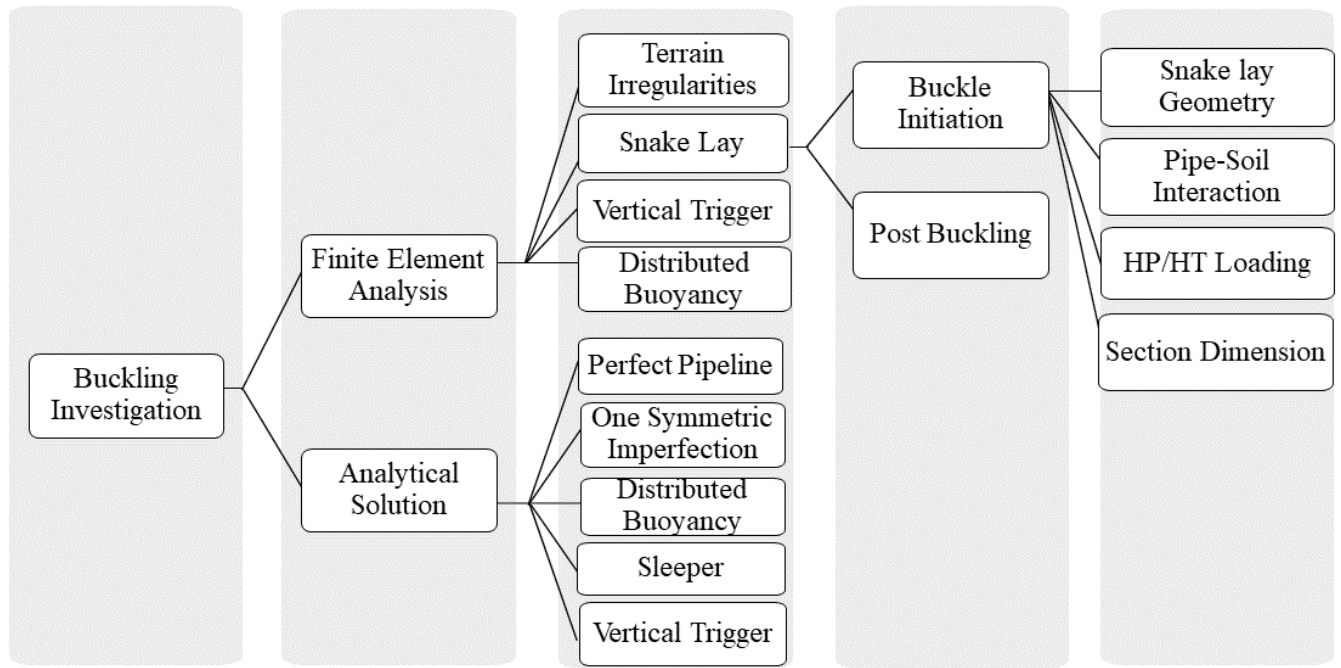 Buckling
Investigation
Finite Element
Analysis
Analytical
Solution
Terrain
Irregularities
Snake Lay
Vertical Trigger
Distributed
Buoyancy
Perfect Pipeline
One Symmetric
Imperfection
Distributed
Buoyancy
Sleeper
Vertical Trigger
Buckle
Initiation
Post Buckling
Snake lay
Geometry
Pipe-Soil
Interaction
HP/HT Loading
Section Dimension